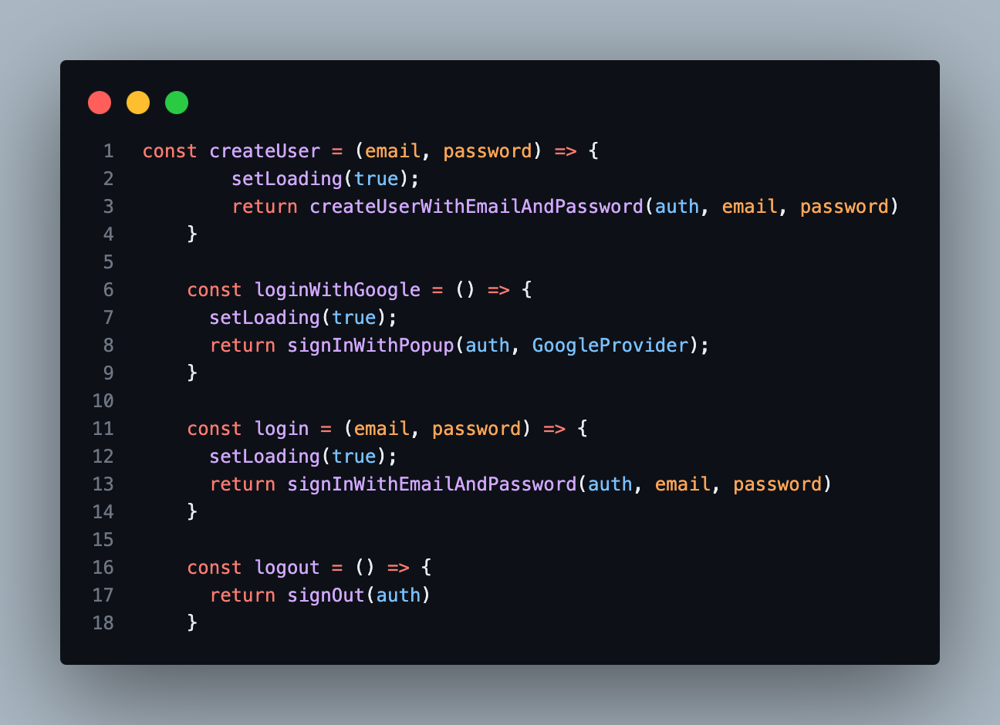 1 const createUser = (email, password) => {
2 setLoading(true);
3 return createUserWithEmailAndPassword(auth, email, password)
4 }
5
6 const loginWithGoogle = () => {
7 setLoading(true);
8 return signInWithPopup(auth, GoogleProvider);
9 }
10
11 const login = (email, password) => {
12 setLoading(true);
13 return signInWithEmailAndPassword(auth, email, password)
14 }
15
16 const logout = () => {
17 return signOut(auth)
18 }